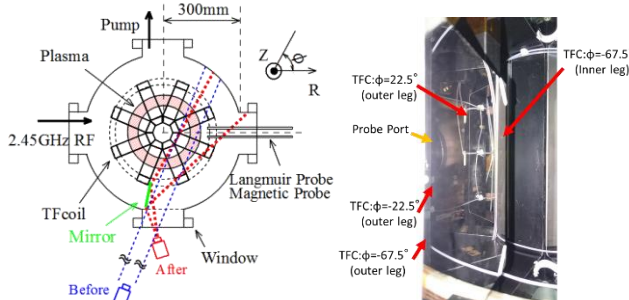 300mm
Pump
Plasma
Z
ϕ
R
2.45GHz RF
Langmuir Probe
Magnetic Probe
TFcoil
Mirror
Window
After
Before
TFC:ϕ=22.5°
(outer leg)
TFC:ϕ=-67.5
(Inner leg)
Probe Port
TFC:ϕ=-22.5°
(outer leg)
TFC:ϕ=-67.5°
(outer leg)